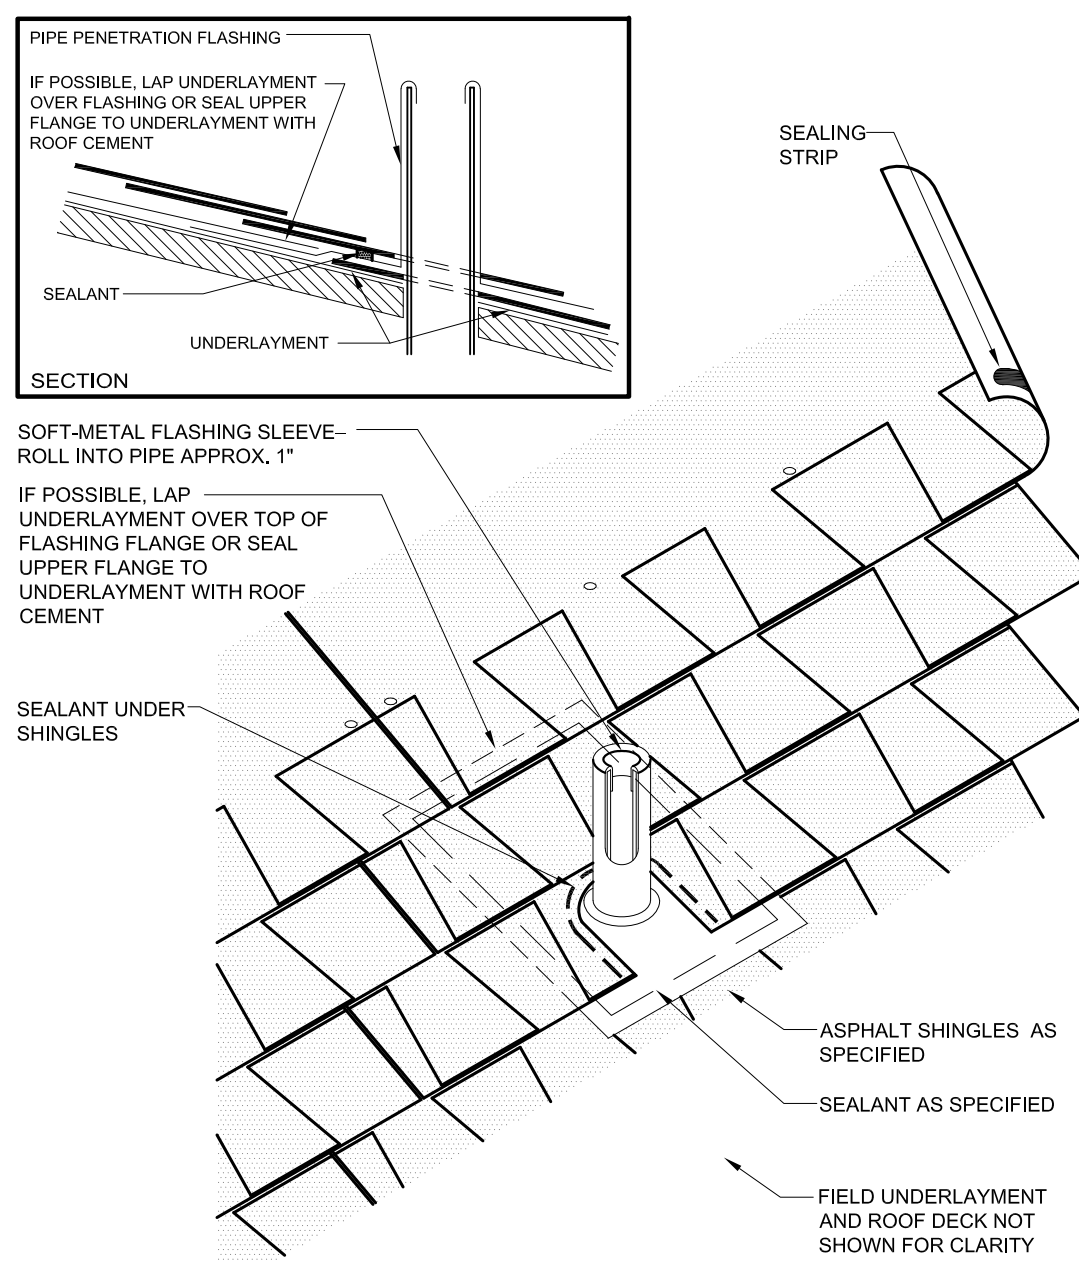 PIPE PENETRATION FLASHING
IF POSSIBLE, LAP UNDERLAYMENT
OVER FLASHING OR SEAL UPPER
FLANGE TO UNDERLAYMENT WITH
ROOF CEMENT
SEALANT
UNDERLAYMENT
SECTION
SEALING
STRIP
SOFT-METAL FLASHING SLEEVE-
ROLL INTO PIPE APPROX. 1"
IF POSSIBLE, LAP
UNDERLAYMENT OVER TOP OF
FLASHING FLANGE OR SEAL
UPPER FLANGE TO
UNDERLAYMENT WITH ROOF
CEMENT
SEALANT UNDER
SHINGLES
ASPHALT SHINGLES AS
SPECIFIED
SEALANT AS SPECIFIED
FIELD UNDERLAYMENT
AND ROOF DECK NOT
SHOWN FOR CLARITY